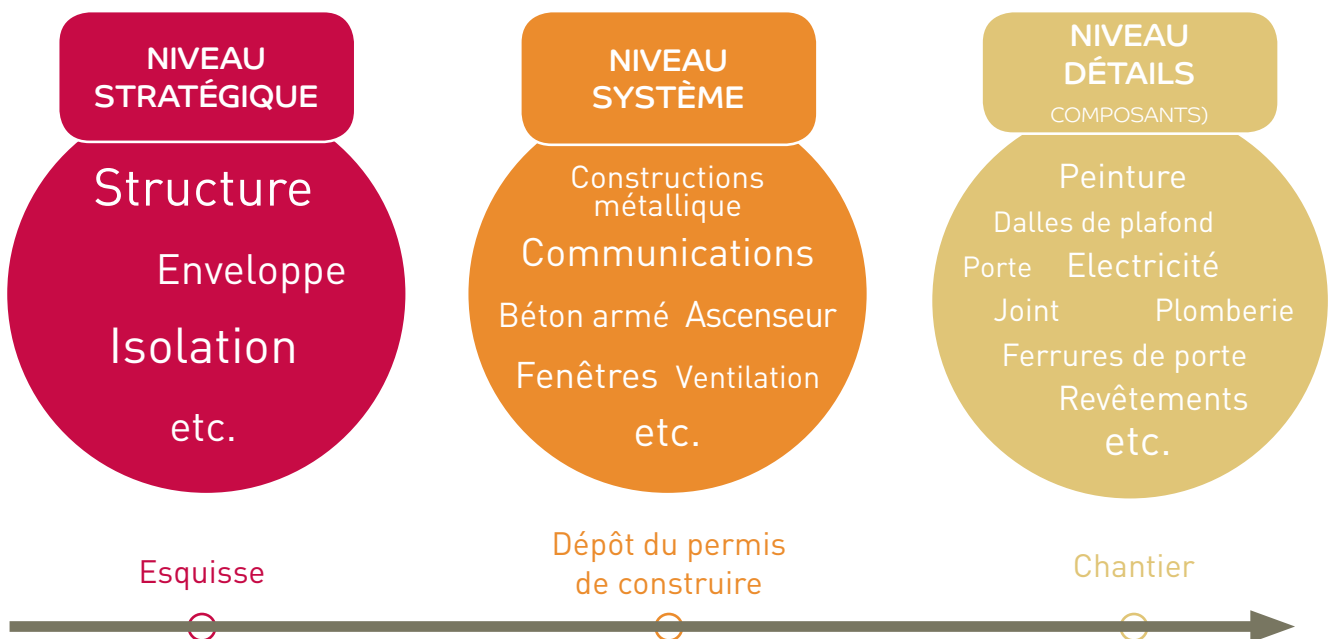 NIVEAU
STRATÉGIQUE
Structure
Enveloppe
Isolation
etc.
NIVEAU
SYSTÈME
Constructions
métallique
Communications
Béton armé Ascenseur
Fenêtres Ventilation
etc.
NIVEAU
DÉTAILS
COMPOSANTS)
Peinture
Dalles de plafond
Porte Electricité
Joint Plomberie
Ferrures de porte
Revêtements
etc.
Esquisse
Dépôt du permis
de construire
Chantier